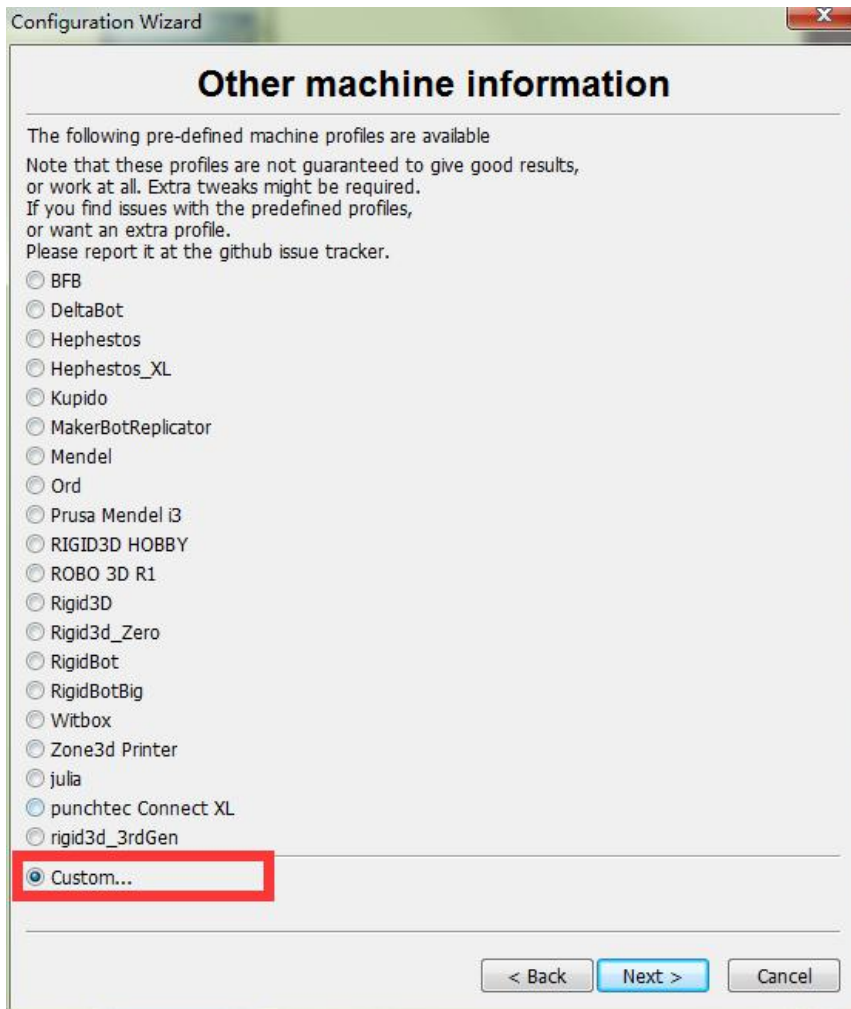 Configuration Wizard
Other machine information
The following pre-defined machine profiles are available
Note that these profiles are not guaranteed to give good results,
or work at all. Extra tweaks might be required.
If you find issues with the predefined profiles,
or want an extra profile.
Please report it at the github issue tracker.
BFB
DeltaBot
Hephestos
Hephestos_XL
Kupido
MakerBotReplicator
Mendel
Ord
Prusa Mendel i3
RIGID3D HOBBY
ROBO 3D R1
Rigid3D
Rigid3d_Zero
RigidBot
RigidBotBig
Witbox
Zone3d Printer
julia
punchtec Connect XL
rigid3d_3rdGen
Custom...
< Back Next > Cancel